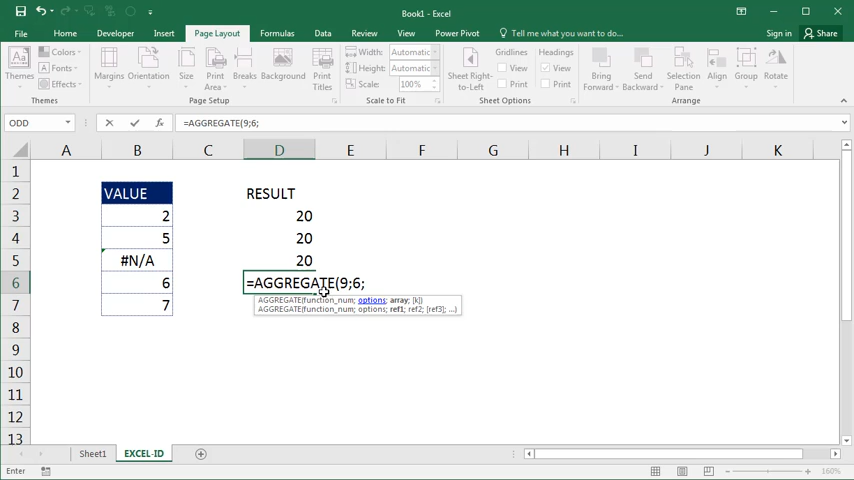 Book1 - Excel
File Home Developer Insert Page Layout Formulas Data Review View Power Pivot Tell me what you want to do... Sign in Share
Themes
Colors
Fonts
Effects
Themes
Margins
Orientation
Size
Print Area
Breaks
Background
Print Titles
Page Setup
Width: Automatic
Height: Automatic
Scale: 100%
Scale to Fit
Gridlines Headings
View View
Print Print
Sheet Options
Sheet Right-to-Left
Bring Forward
Send Backward
Selection Pane
Align
Group
Rotate
Arrange
ODD fx =AGGREGATE(9;6;
A B C D E F G H I J K
1
2 VALUE RESULT
3 2 20
4 5 20
5 #N/A 20
6 6 =AGGREGATE(9;6;
AGGREGATE(function_num; options; array; [k])
AGGREGATE(function_num; options; ref1; ref2; [ref3]; ...)
7 7
8
9
10
11
12
13
Sheet1 EXCEL-ID
Enter 160%